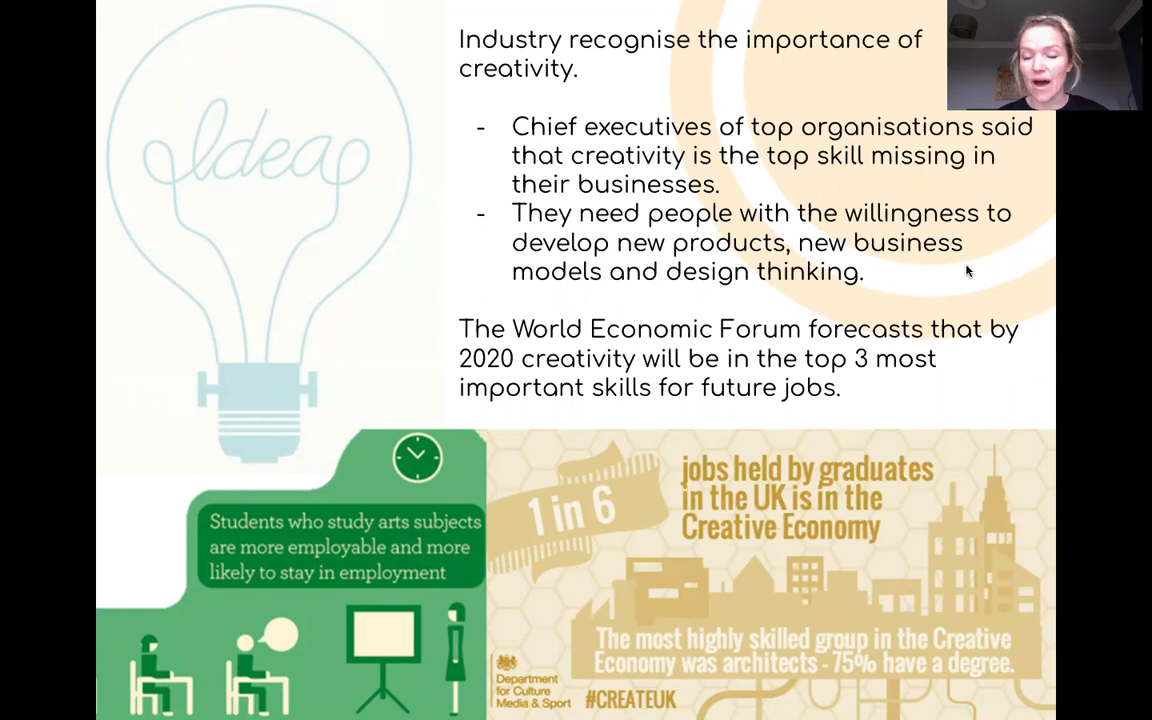 Idea
Industry recognise the importance of
creativity.
- Chief executives of top organisations said
that creativity is the top skill missing in
their businesses.
- They need people with the willingness to
develop new products, new business
models and design thinking.
The World Economic Forum forecasts that by
2020 creativity will be in the top 3 most
important skills for future jobs.
Students who study arts subjects
are more employable and more
likely to stay in employment
1 in 6
jobs held by graduates
in the UK is in the
Creative Economy
The most highly skilled group in the Creative
Economy was architects - 75% have a degree.
Department
for Culture
Media & Sport
#CREATEUK